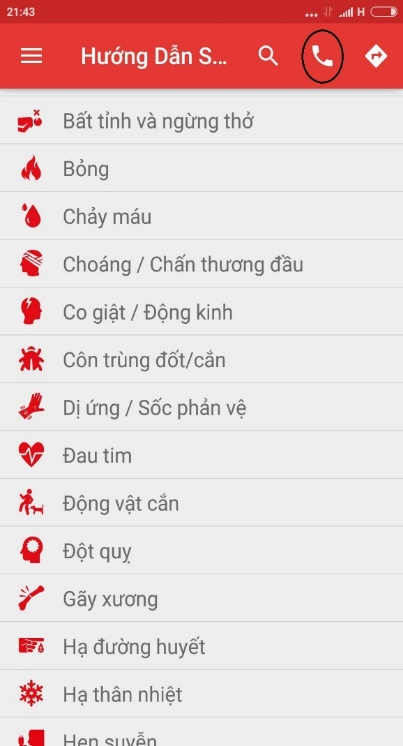 21:43
H
Hướng Dẫn S...
Bất tỉnh và ngừng thở
Bỏng
Chảy máu
Choáng / Chấn thương đầu
Co giật / Động kinh
Côn trùng đốt/cắn
Dị ứng / Sốc phản vệ
Đau tim
Động vật cắn
Đột quỵ
Gãy xương
Hạ đường huyết
Hạ thân nhiệt
Hen suyễn